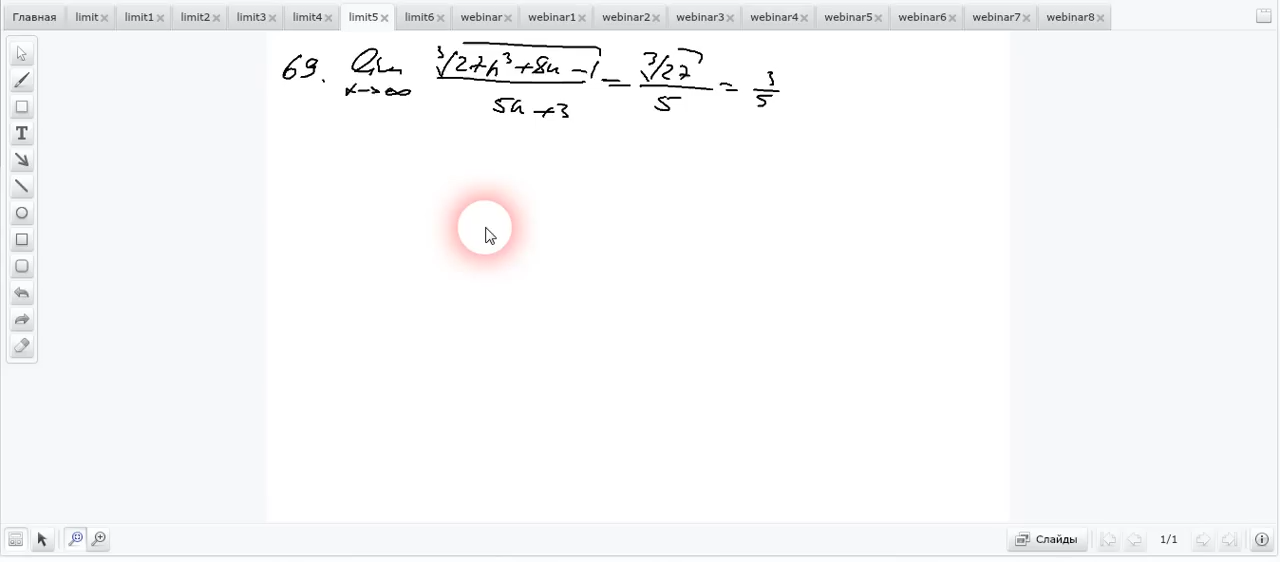 Главная limit limit1 limit2 limit3 limit4 limit5 limit6 webinar webinar1 webinar2 webinar3 webinar4 webinar5 webinar6 webinar7 webinar8
69. lim x→∞ ∛(27n³+8n-1) / (5n+3) = ∛27 / 5 = 3/5
T
Слайды 1/1